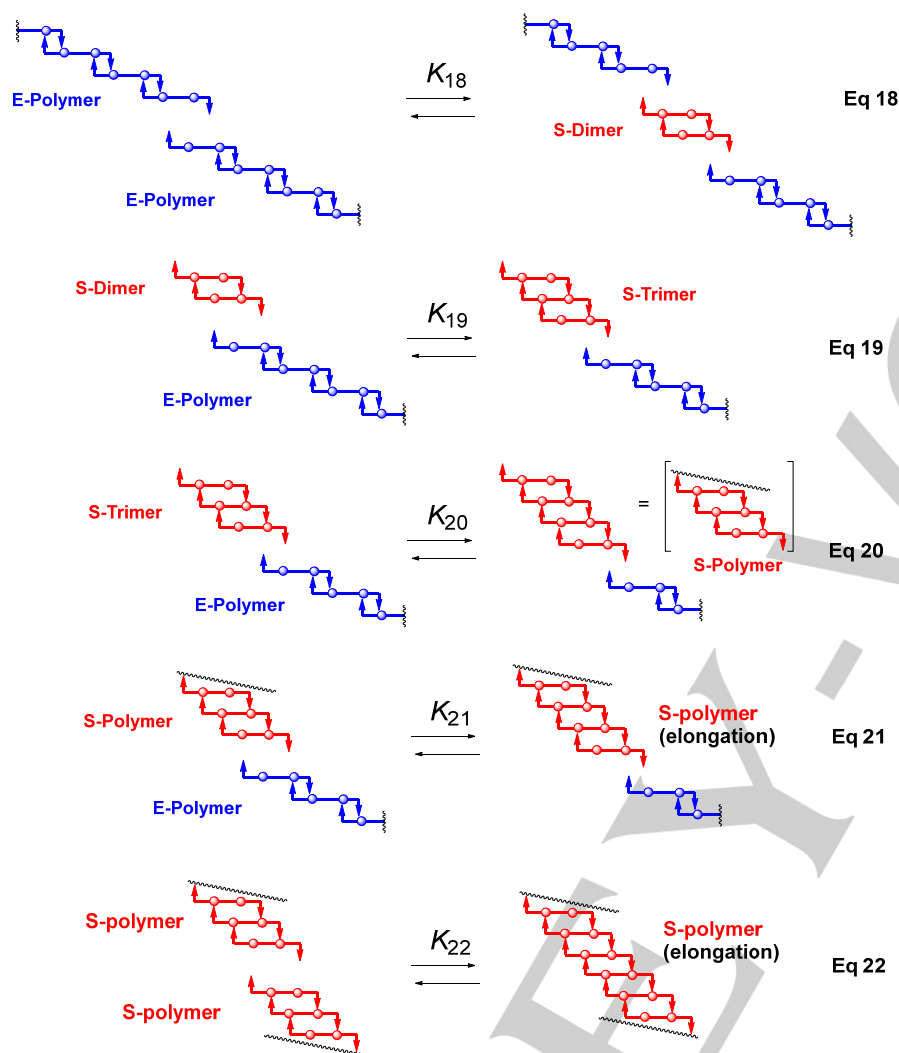 E-Polymer
E-Polymer
K18
S-Dimer
Eq 18
S-Dimer
E-Polymer
K19
S-Trimer
Eq 19
S-Trimer
E-Polymer
K20
=
S-Polymer
Eq 20
S-Polymer
E-Polymer
K21
S-polymer
(elongation)
Eq 21
S-polymer
S-polymer
K22
S-polymer
(elongation)
Eq 22